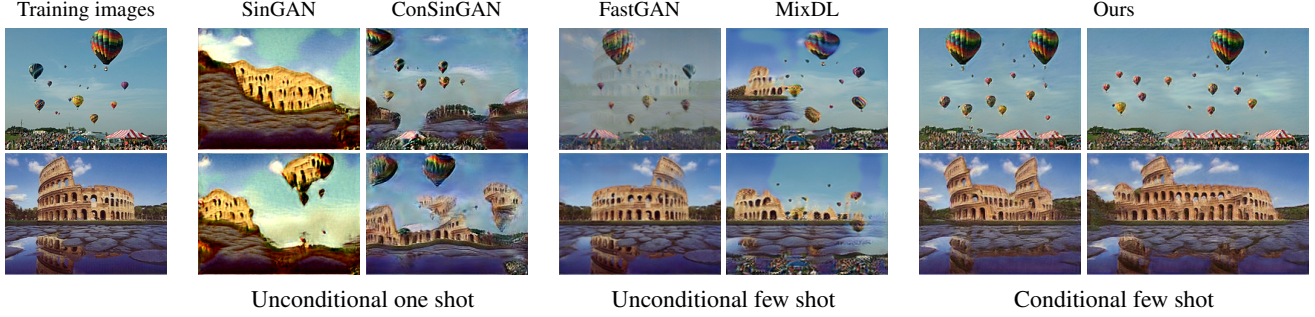 Training images SinGAN ConSinGAN FastGAN MixDL Ours
Unconditional one shot Unconditional few shot Conditional few shot